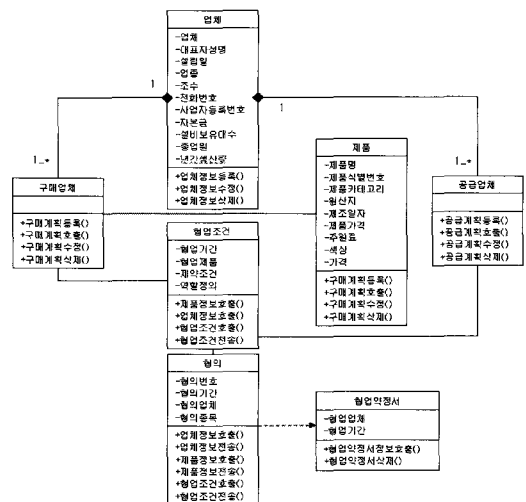 업체
-업체
-대표자성명
-설립일
-업종
-조수
-전화번호
-사업자등록번호
-자본금
-설비보유대수
-종업원
-년간생산량
+업체정보등록()
+업체정보수정()
+업체정보삭제()
1
1
1..*
1..*
구매업체
+구매계획등록()
+구매계획호출()
+구매계획수정()
+구매계획삭제()
제품
-제품명
-제품식별번호
-제품카테고리
-원산지
-제조일자
-제품가격
-주원료
-색상
-가격
+구매계획등록()
+구매계획호출()
+구매계획수정()
+구매계획삭제()
공급업체
+공급계획등록()
+공급계획호출()
+공급계획수정()
+공급계획삭제()
협업조건
-협업기간
-협업제품
-제약조건
-역할정의
+제품정보호출()
+업체정보호출()
+협업조건호출()
+협업조건전송()
협의
-협의번호
-협의기간
-협의업체
-협의종목
+업체정보호출()
+업체정보전송()
+제품정보호출()
+제품정보전송()
+협업조건호출()
+협업조건전송()
협업약정서
-협업업체
-협업기간
+협업약정서정보호출()
+협업약정서삭제()